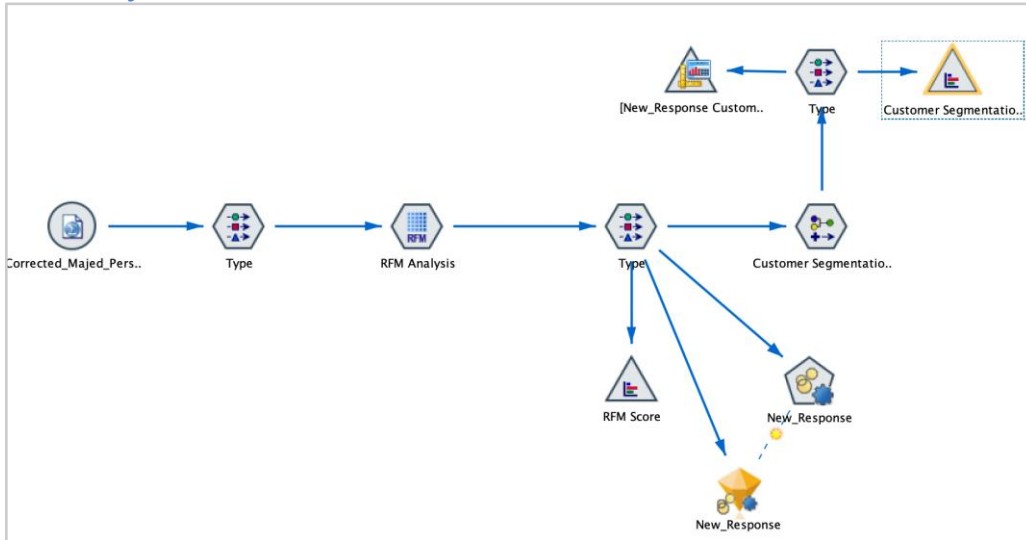 [New_Response Custom..
Type
Customer Segmentatio..
Corrected_Majed_Pers..
Type
RFM
RFM Analysis
Type
Customer Segmentatio..
RFM Score
New_Response
New_Response